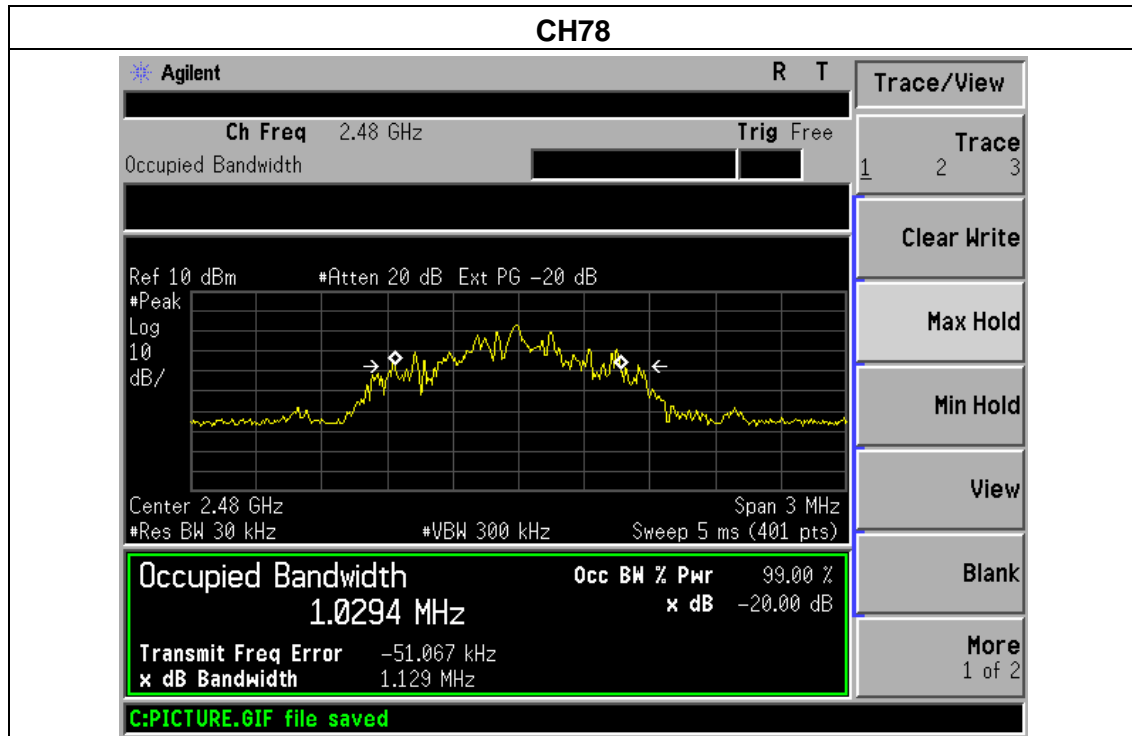 CH78
Agilent R T
Trace/View
Ch Freq 2.48 GHz Trig Free
Occupied Bandwidth
Trace
1 2 3
Clear Write
Max Hold
Min Hold
View
Blank
More
1 of 2
Ref 10 dBm #Atten 20 dB Ext PG -20 dB
#Peak
Log
10
dB/
Center 2.48 GHz Span 3 MHz
#Res BW 30 kHz #VBW 300 kHz Sweep 5 ms (401 pts)
Occupied Bandwidth Occ BW % Pwr 99.00 %
1.0294 MHz x dB -20.00 dB
Transmit Freq Error -51.067 kHz
x dB Bandwidth 1.129 MHz
C:PICTURE.GIF file saved